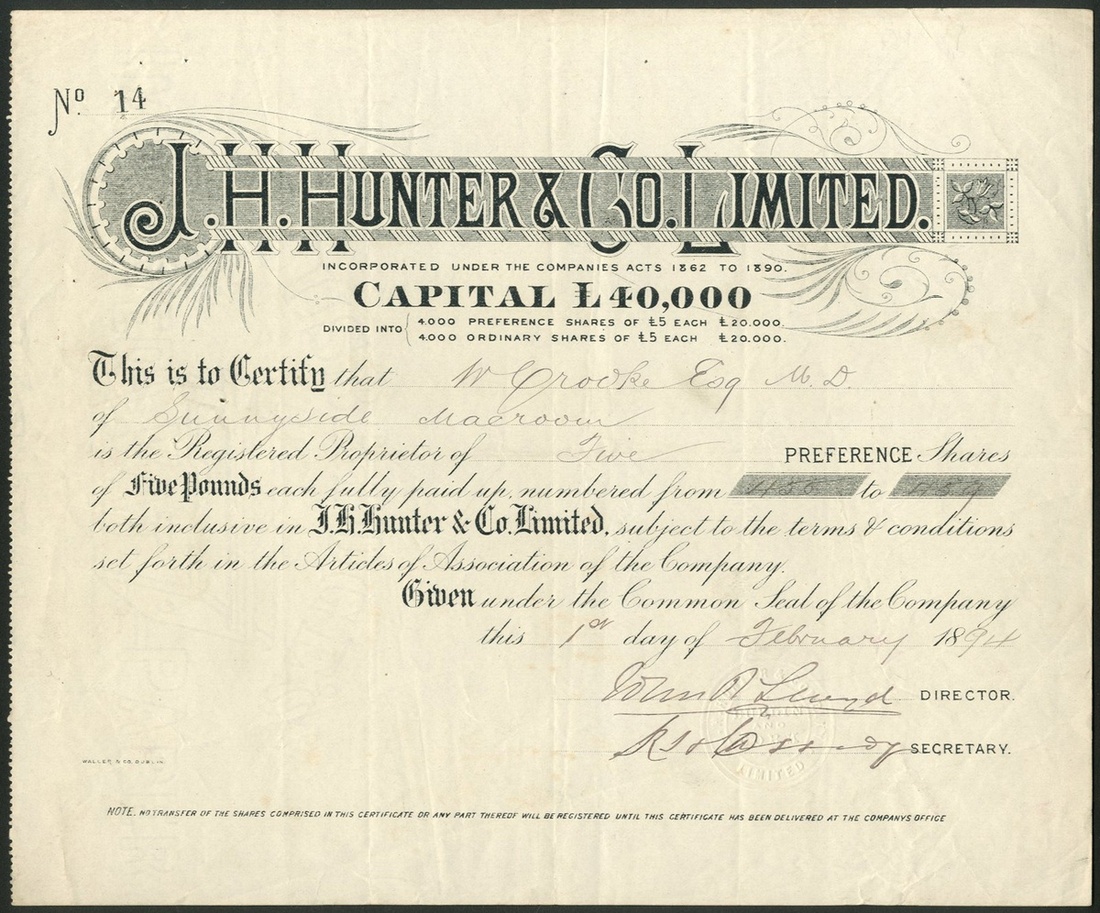 No. 14
J.H. HUNTER & CO. LIMITED.
INCORPORATED UNDER THE COMPANIES ACTS 1862 TO 1890.
CAPITAL £40,000
DIVIDED INTO { 4,000 PREFERENCE SHARES OF £5 EACH £20.000.
4,000 ORDINARY SHARES OF £5 EACH £20.000.
This is to Certify that W Crooke Esq M.D.
of Sunnyside Macroom
is the Registered Proprietor of Five PREFERENCE Shares
of Five Pounds each fully paid up, numbered from to
both inclusive in J.H. Hunter & Co. Limited, subject to the terms & conditions
set forth in the Articles of Association of the Company.
Given under the Common Seal of the Company
this 1st day of February 1894
DIRECTOR.
SECRETARY.
LIMITED
WALLER & CO. DUBLIN.
NOTE. NO TRANSFER OF THE SHARES COMPRISED IN THIS CERTIFICATE OR ANY PART THEREOF WILL BE REGISTERED UNTIL THIS CERTIFICATE HAS BEEN DELIVERED AT THE COMPANYS OFFICE